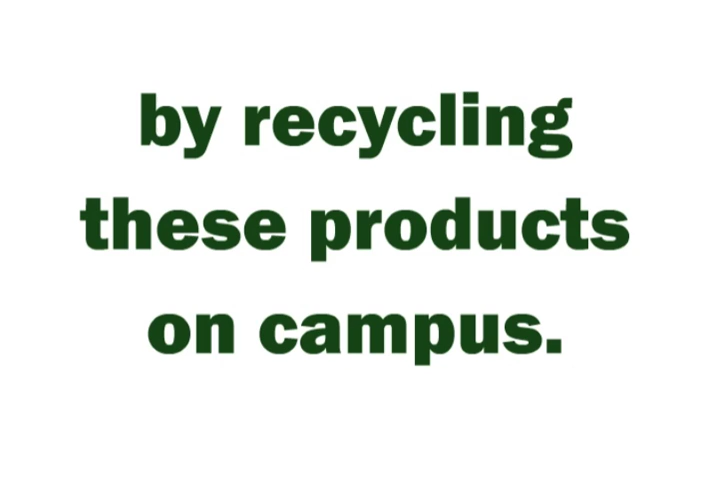 by recycling
these products
on campus.